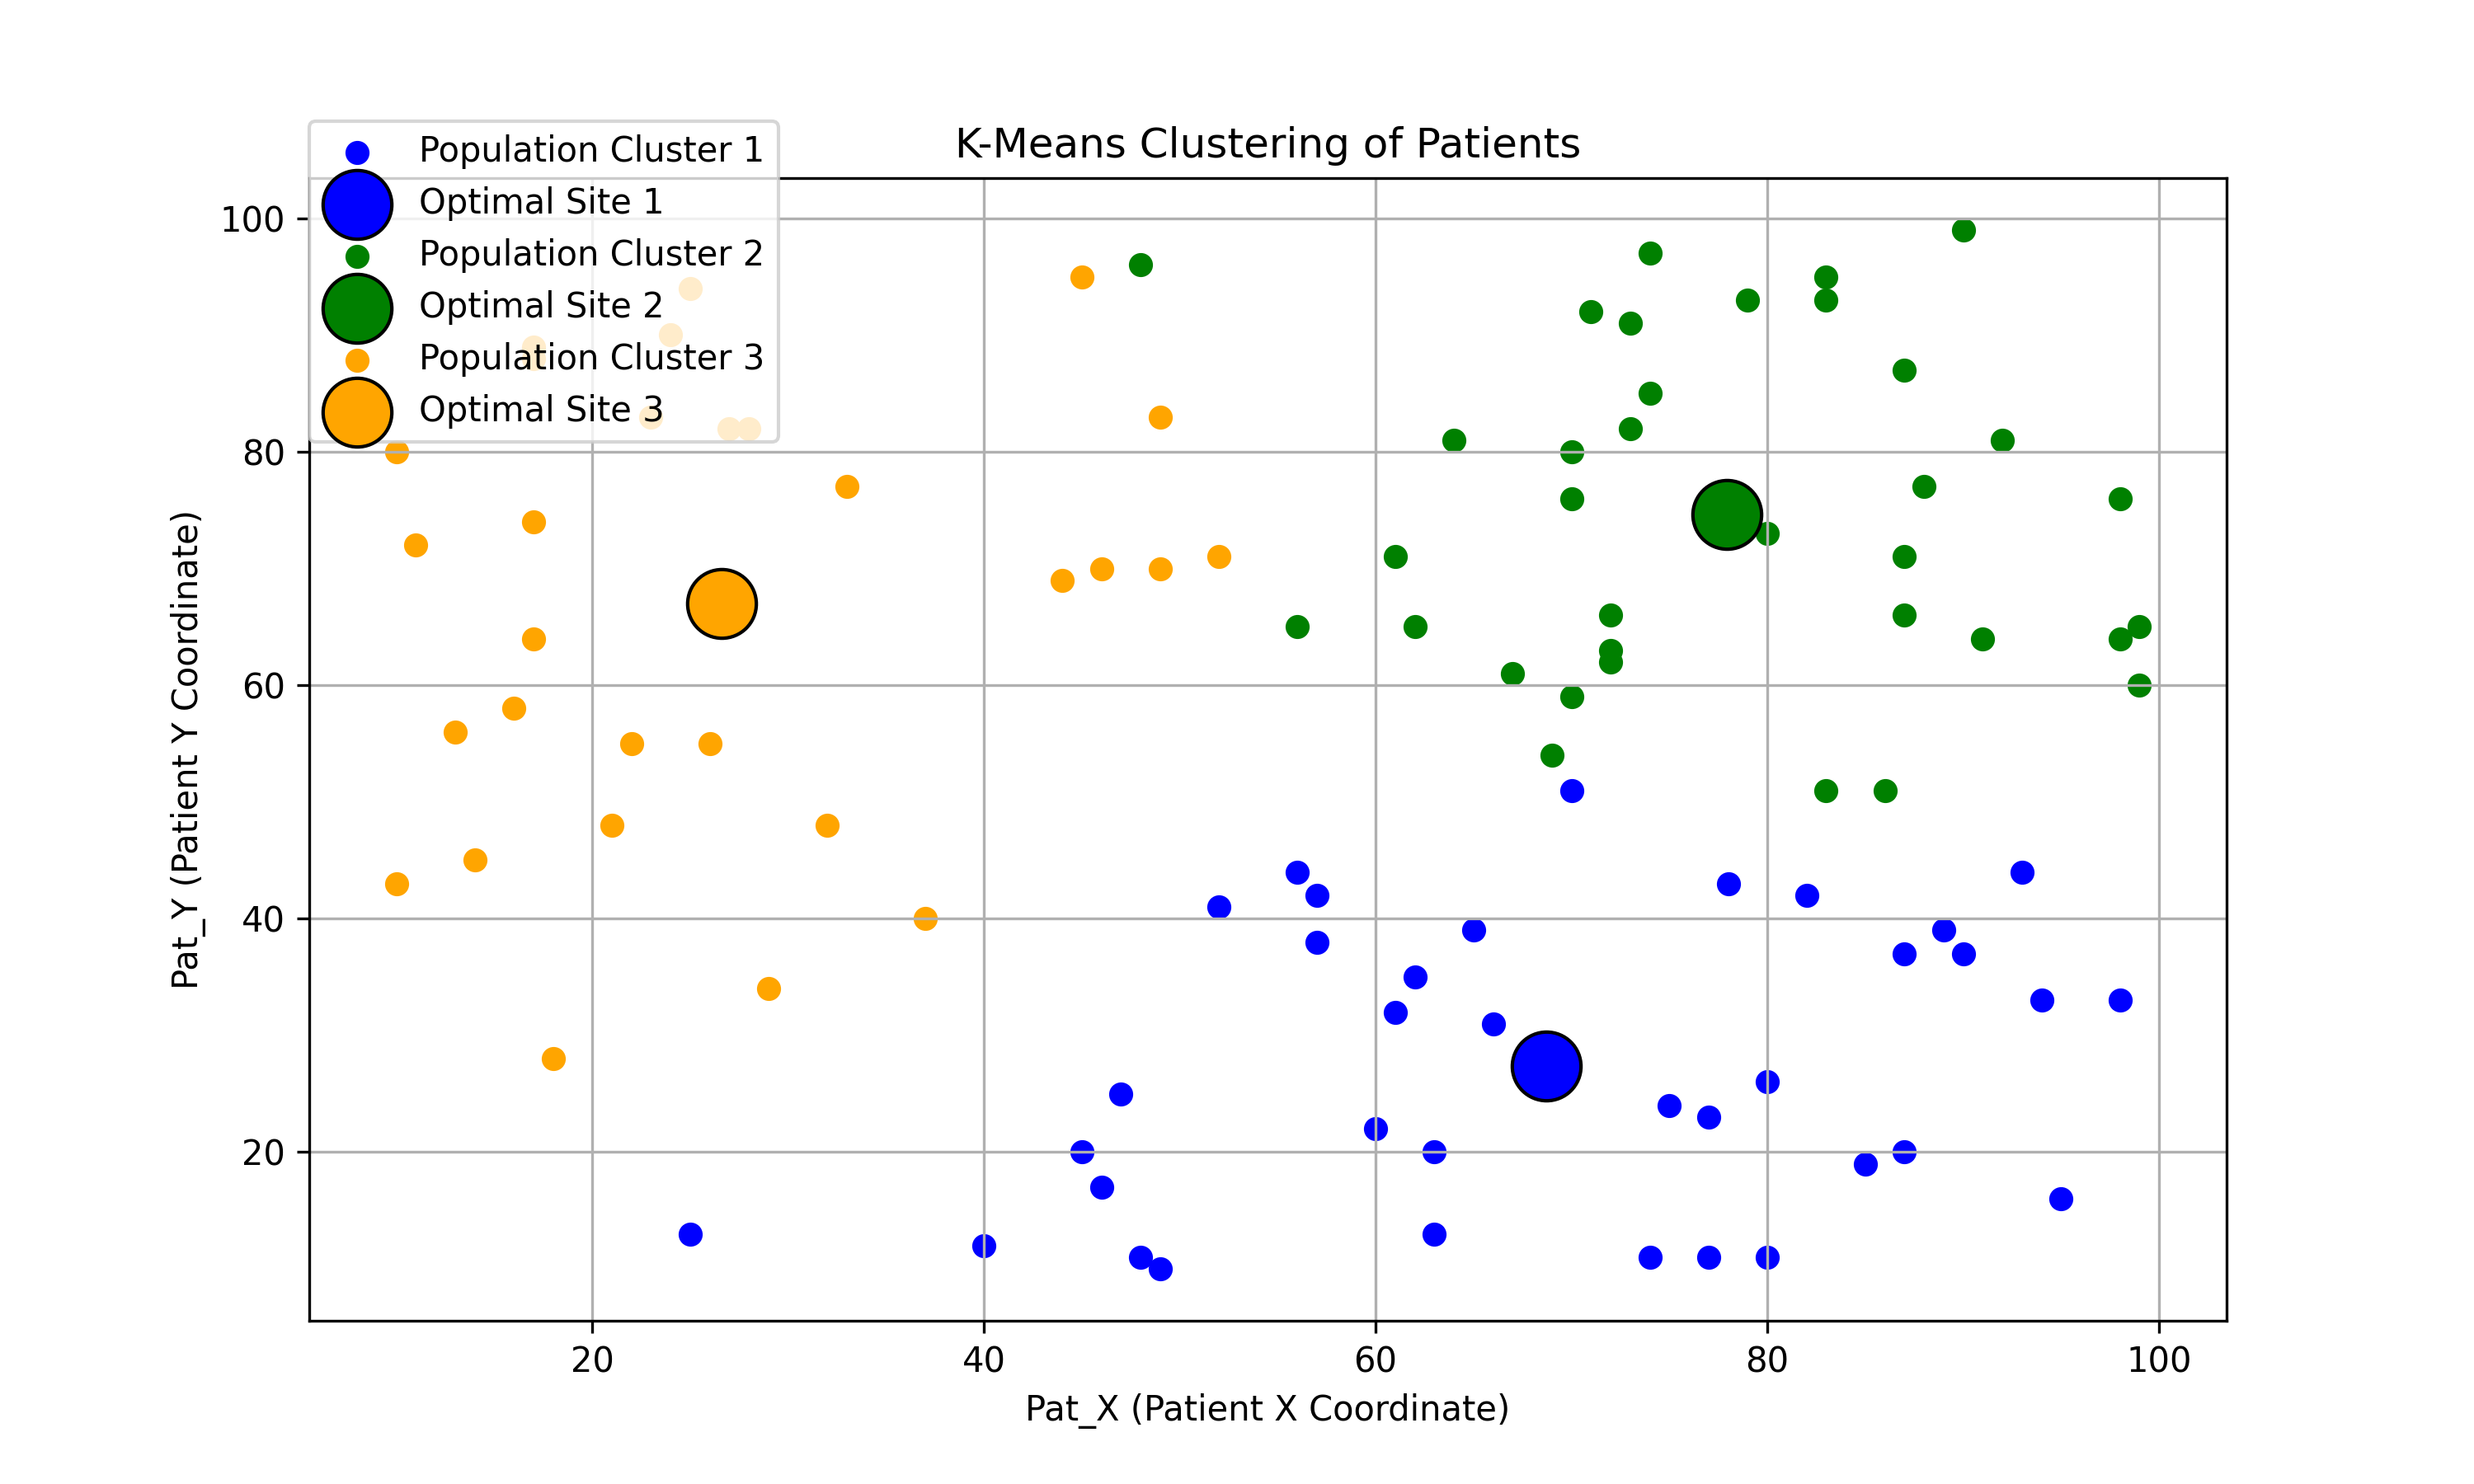 K-Means Clustering of Patients
Population Cluster 1
Optimal Site 1
Population Cluster 2
Optimal Site 2
Population Cluster 3
Optimal Site 3
100
80
60
40
20
Pat_Y (Patient Y Coordinate)
20 40 60 80 100
Pat_X (Patient X Coordinate)